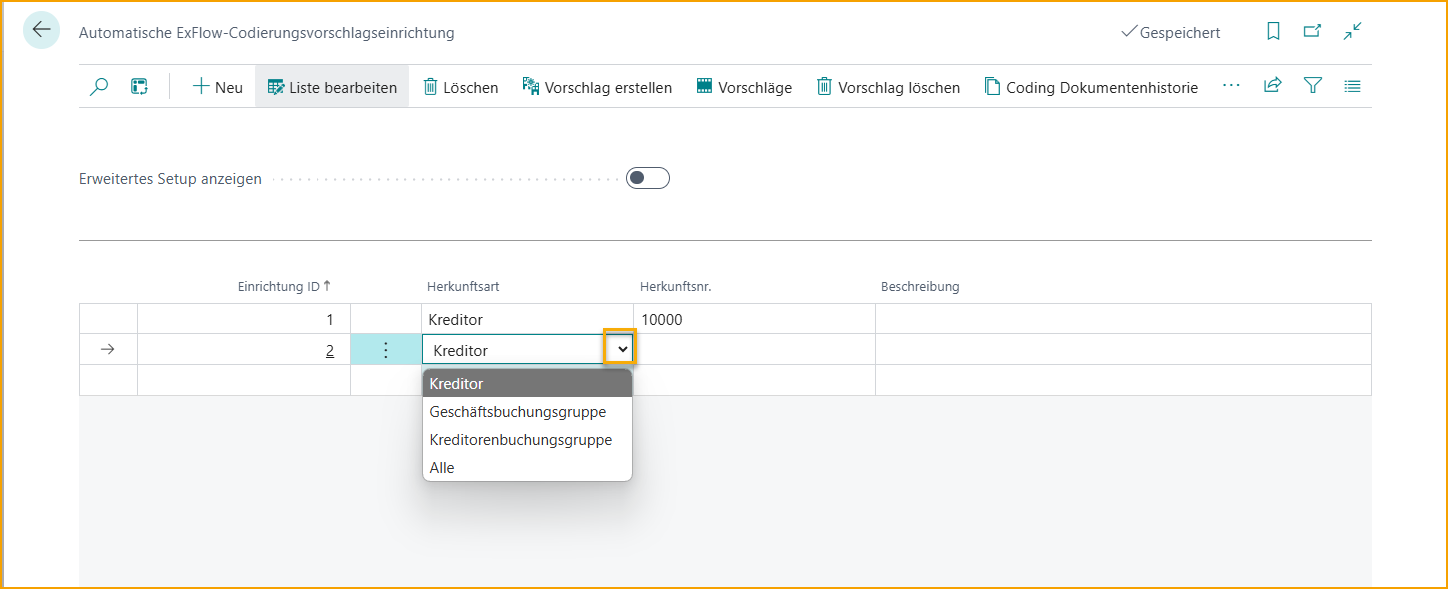 Automatische ExFlow-Codierungsvorschlagseinrichtung
Gespeichert
Neu Liste bearbeiten Löschen Vorschlag erstellen Vorschläge Vorschlag löschen Coding Dokumentenhistorie
Erweitertes Setup anzeigen
Einrichtung ID Herkunftsart Herkunftsnr. Beschreibung
1 Kreditor 10000
2 Kreditor
Kreditor
Geschäftsbuchungsgruppe
Kreditorenbuchungsgruppe
Alle